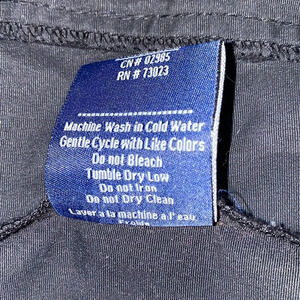 CN # 02985
RN # 73023
Machine Wash in Cold Water
Gentle Cycle with Like Colors
Do not Bleach
Tumble Dry Low
Do not Iron
Do not Dry Clean
Laver a la machine a l'eau
Froide